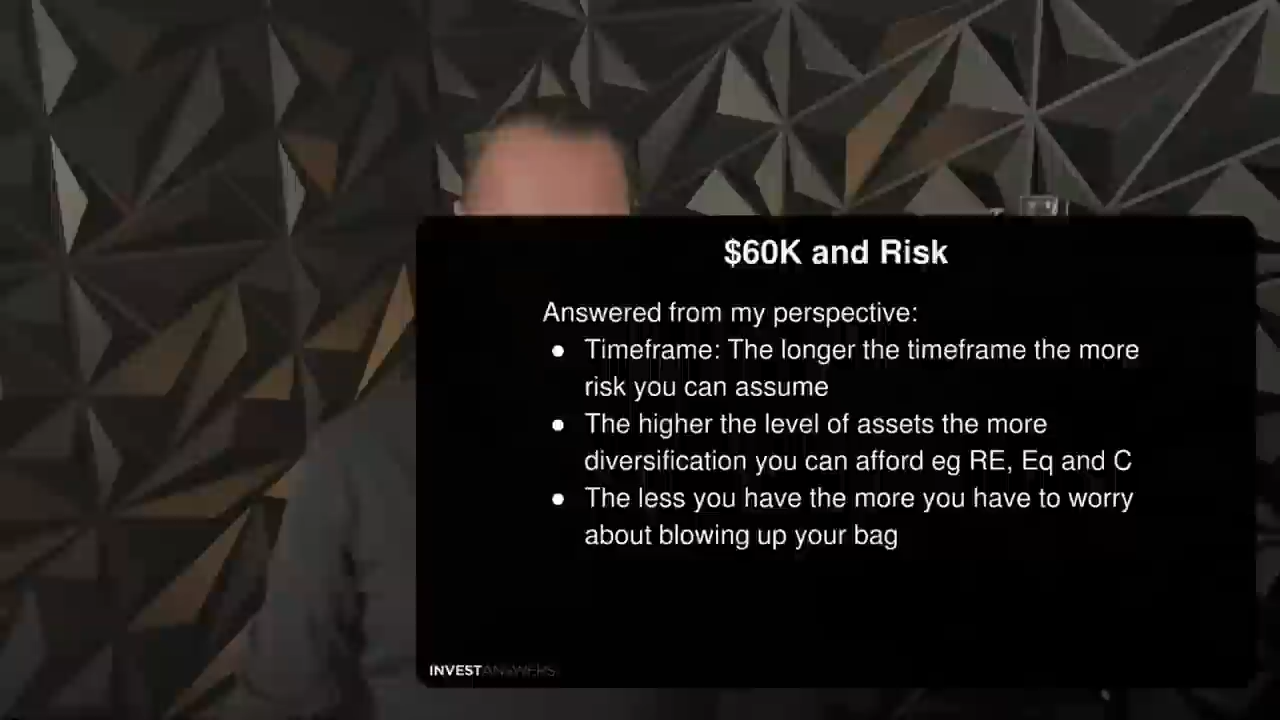 $60K and Risk
Answered from my perspective:
● Timeframe: The longer the timeframe the more
risk you can assume
● The higher the level of assets the more
diversification you can afford eg RE, Eq and C
● The less you have the more you have to worry
about blowing up your bag
INVESTANSWERS